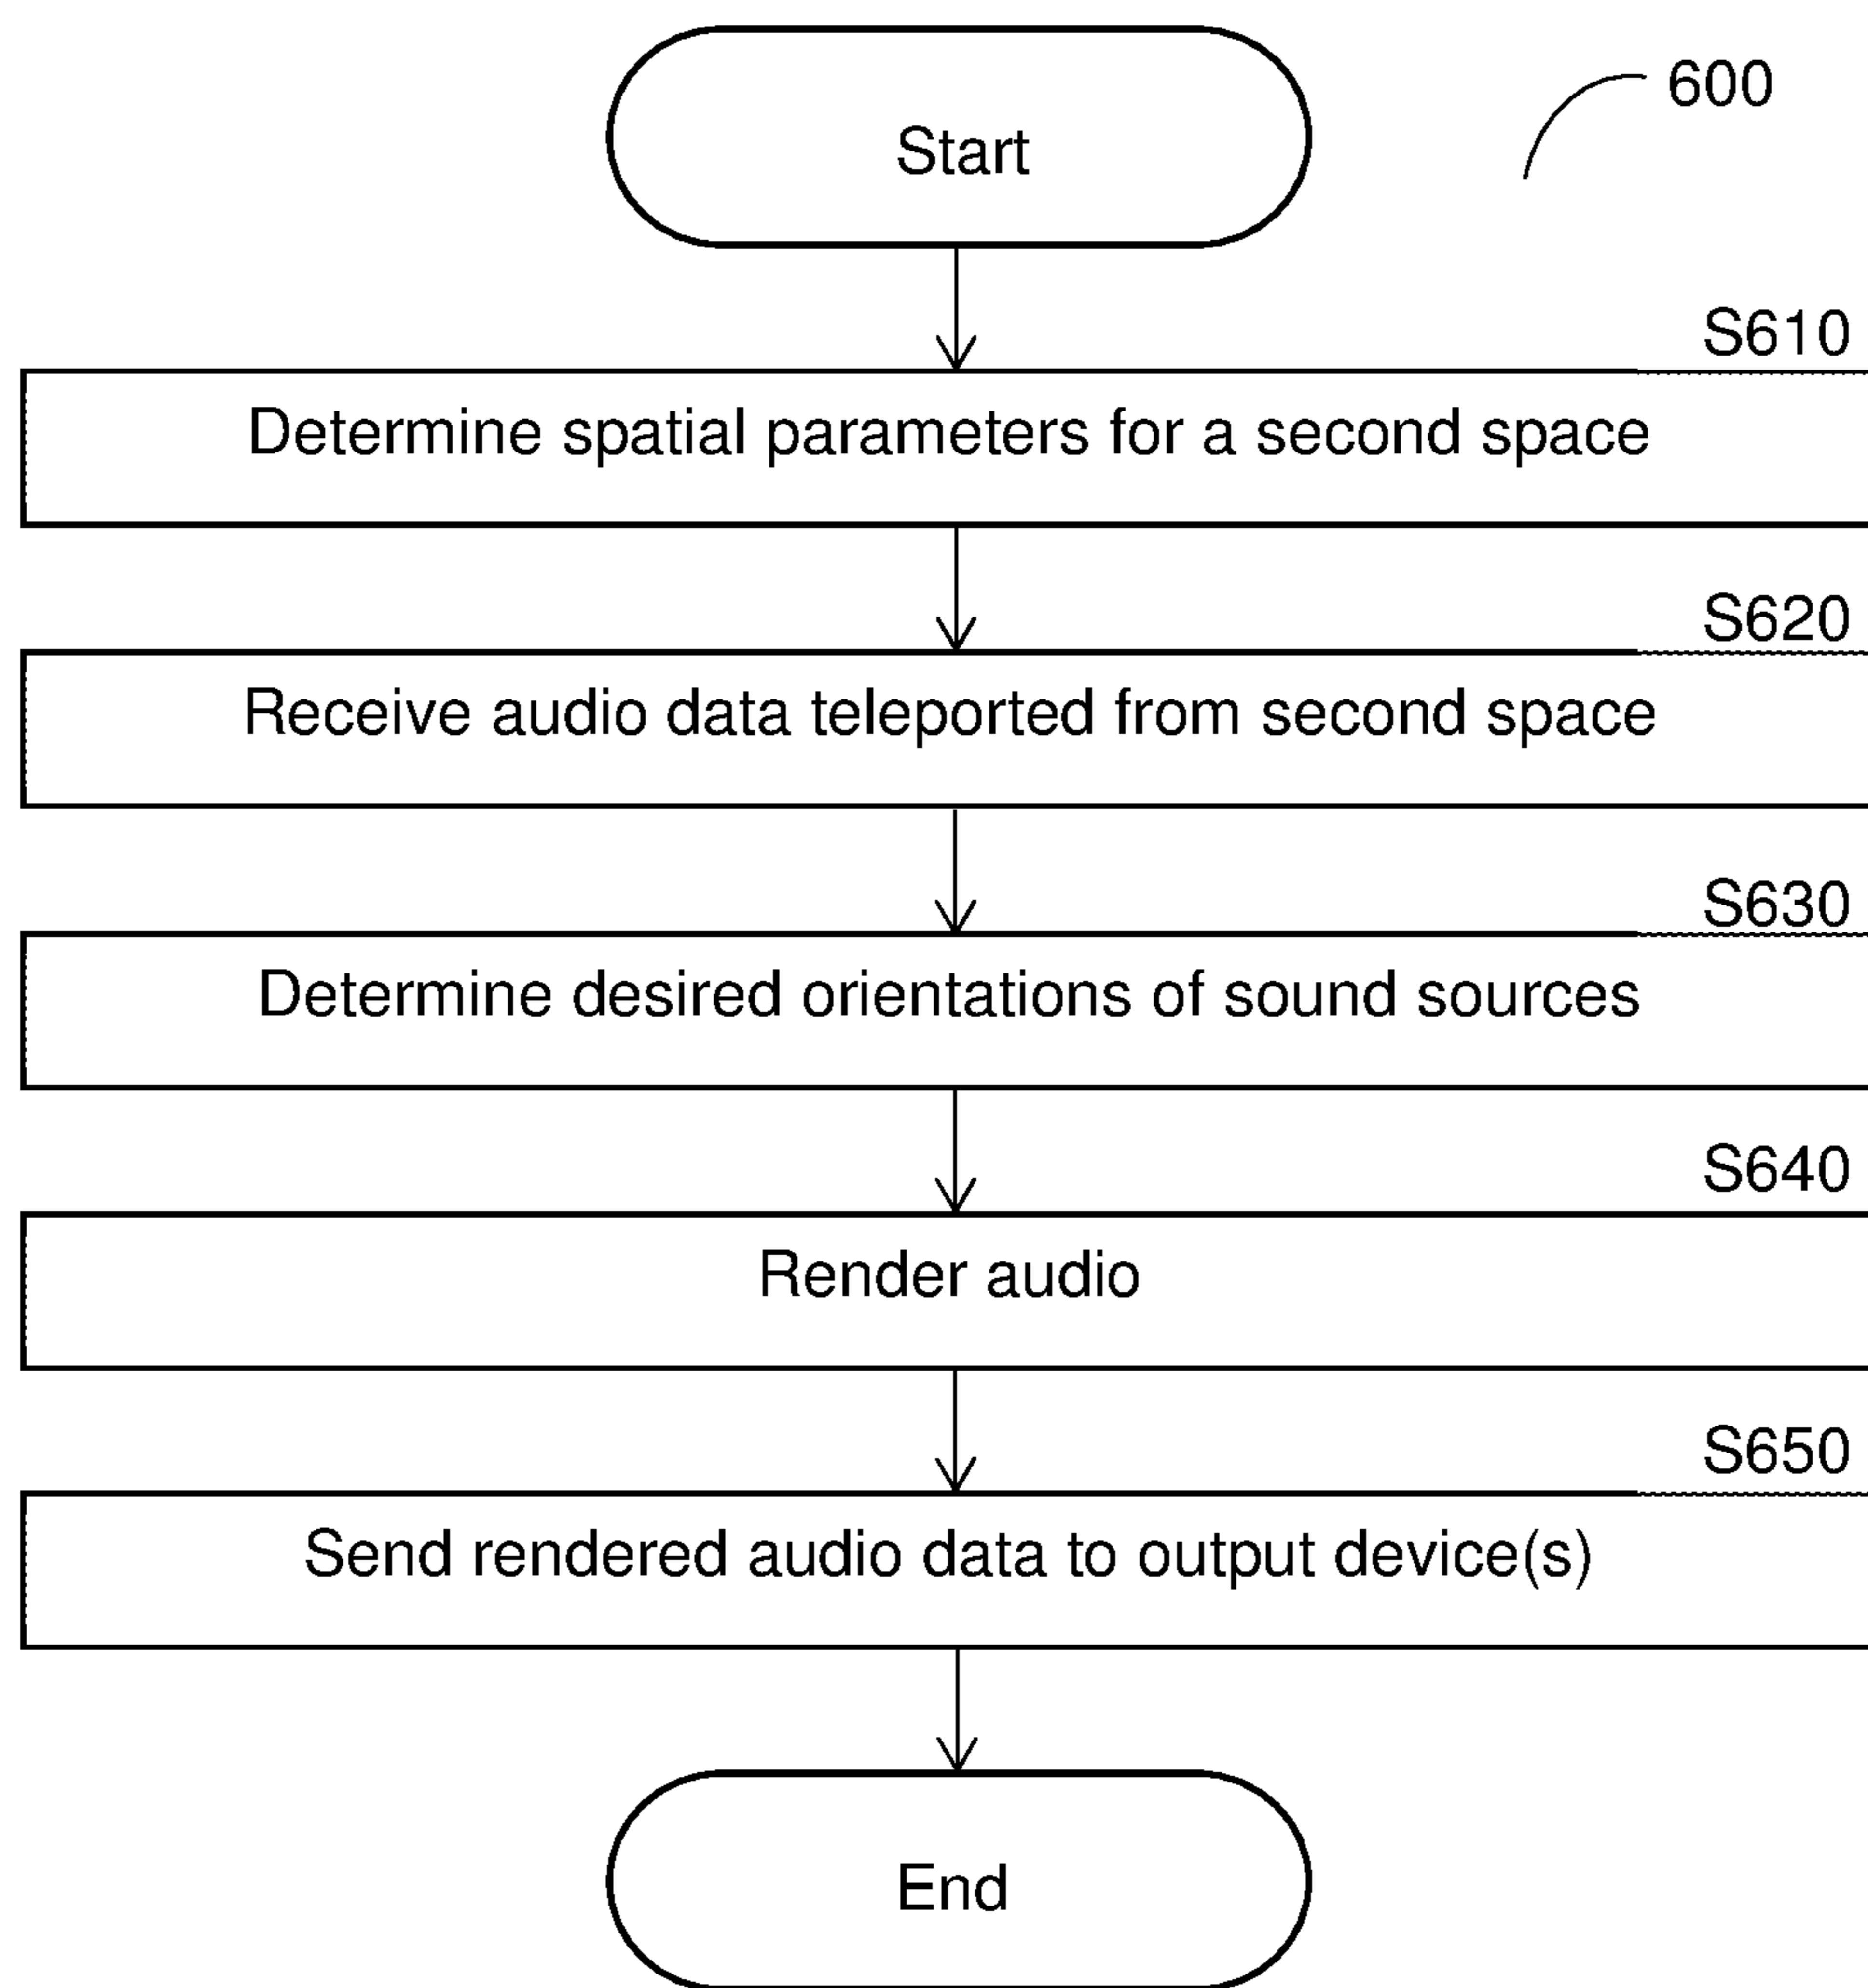 Start
600
S610
Determine spatial parameters for a second space
S620
Receive audio data teleported from second space
S630
Determine desired orientations of sound sources
S640
Render audio
S650
Send rendered audio data to output device(s)
End